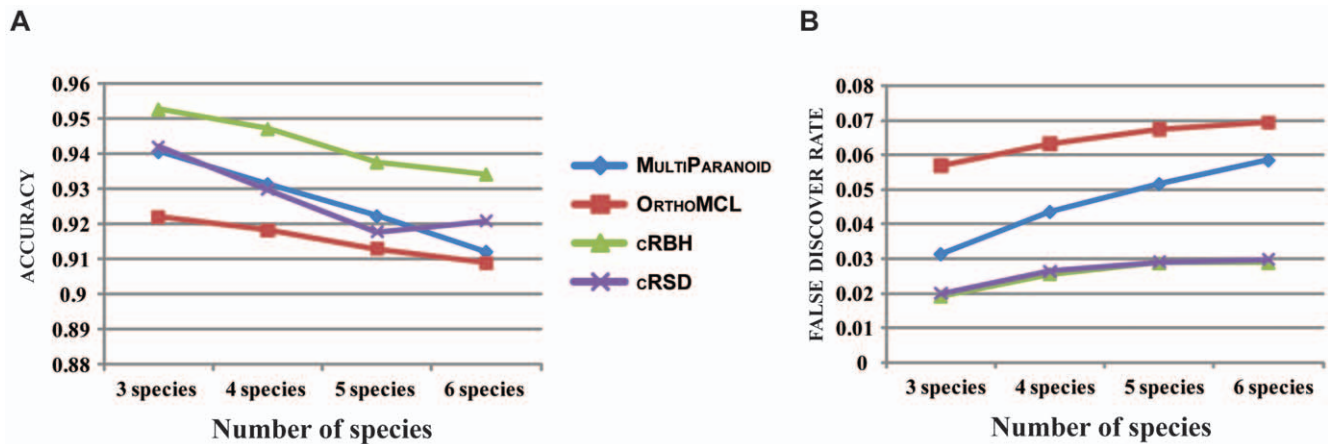 A
B
ACCURACY
0.96
0.95
0.94
0.93
0.92
0.91
0.9
0.89
0.88
3 species 4 species 5 species 6 species
Number of species
MULTIPARANOID
ORTHOMCL
CRBH
CRSD
FALSE DISCOVER RATE
0.08
0.07
0.06
0.05
0.04
0.03
0.02
0.01
0
3 species 4 species 5 species 6 species
Number of species